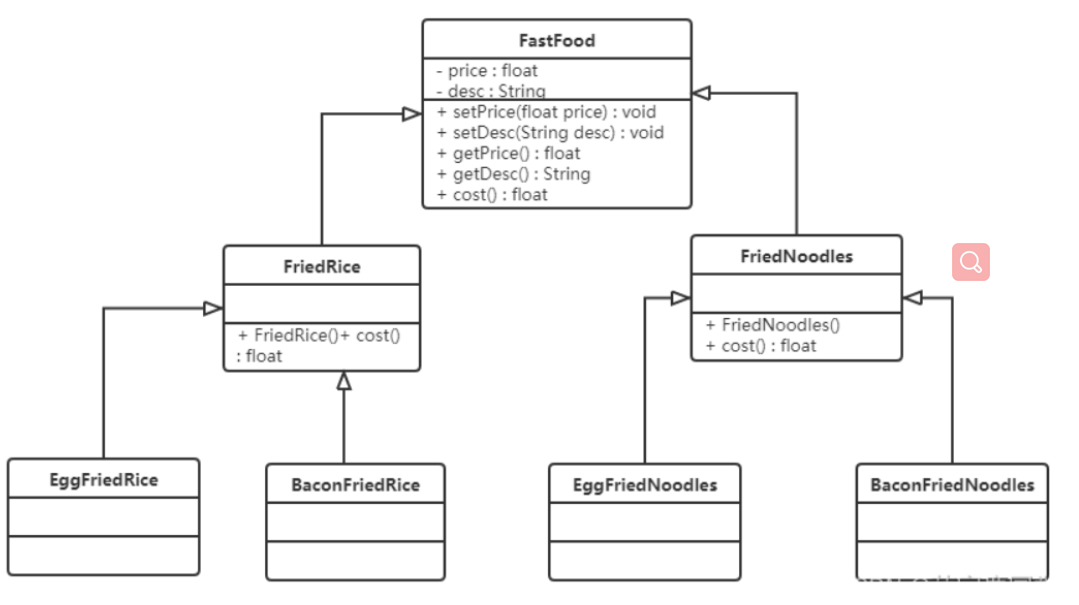 FastFood
- price : float
- desc : String
+ setPrice(float price) : void
+ setDesc(String desc) : void
+ getPrice() : float
+ getDesc() : String
+ cost() : float
FriedRice
+ FriedRice()+ cost()
: float
FriedNoodles
+ FriedNoodles()
+ cost() : float
EggFriedRice
BaconFriedRice
EggFriedNoodles
BaconFriedNoodles